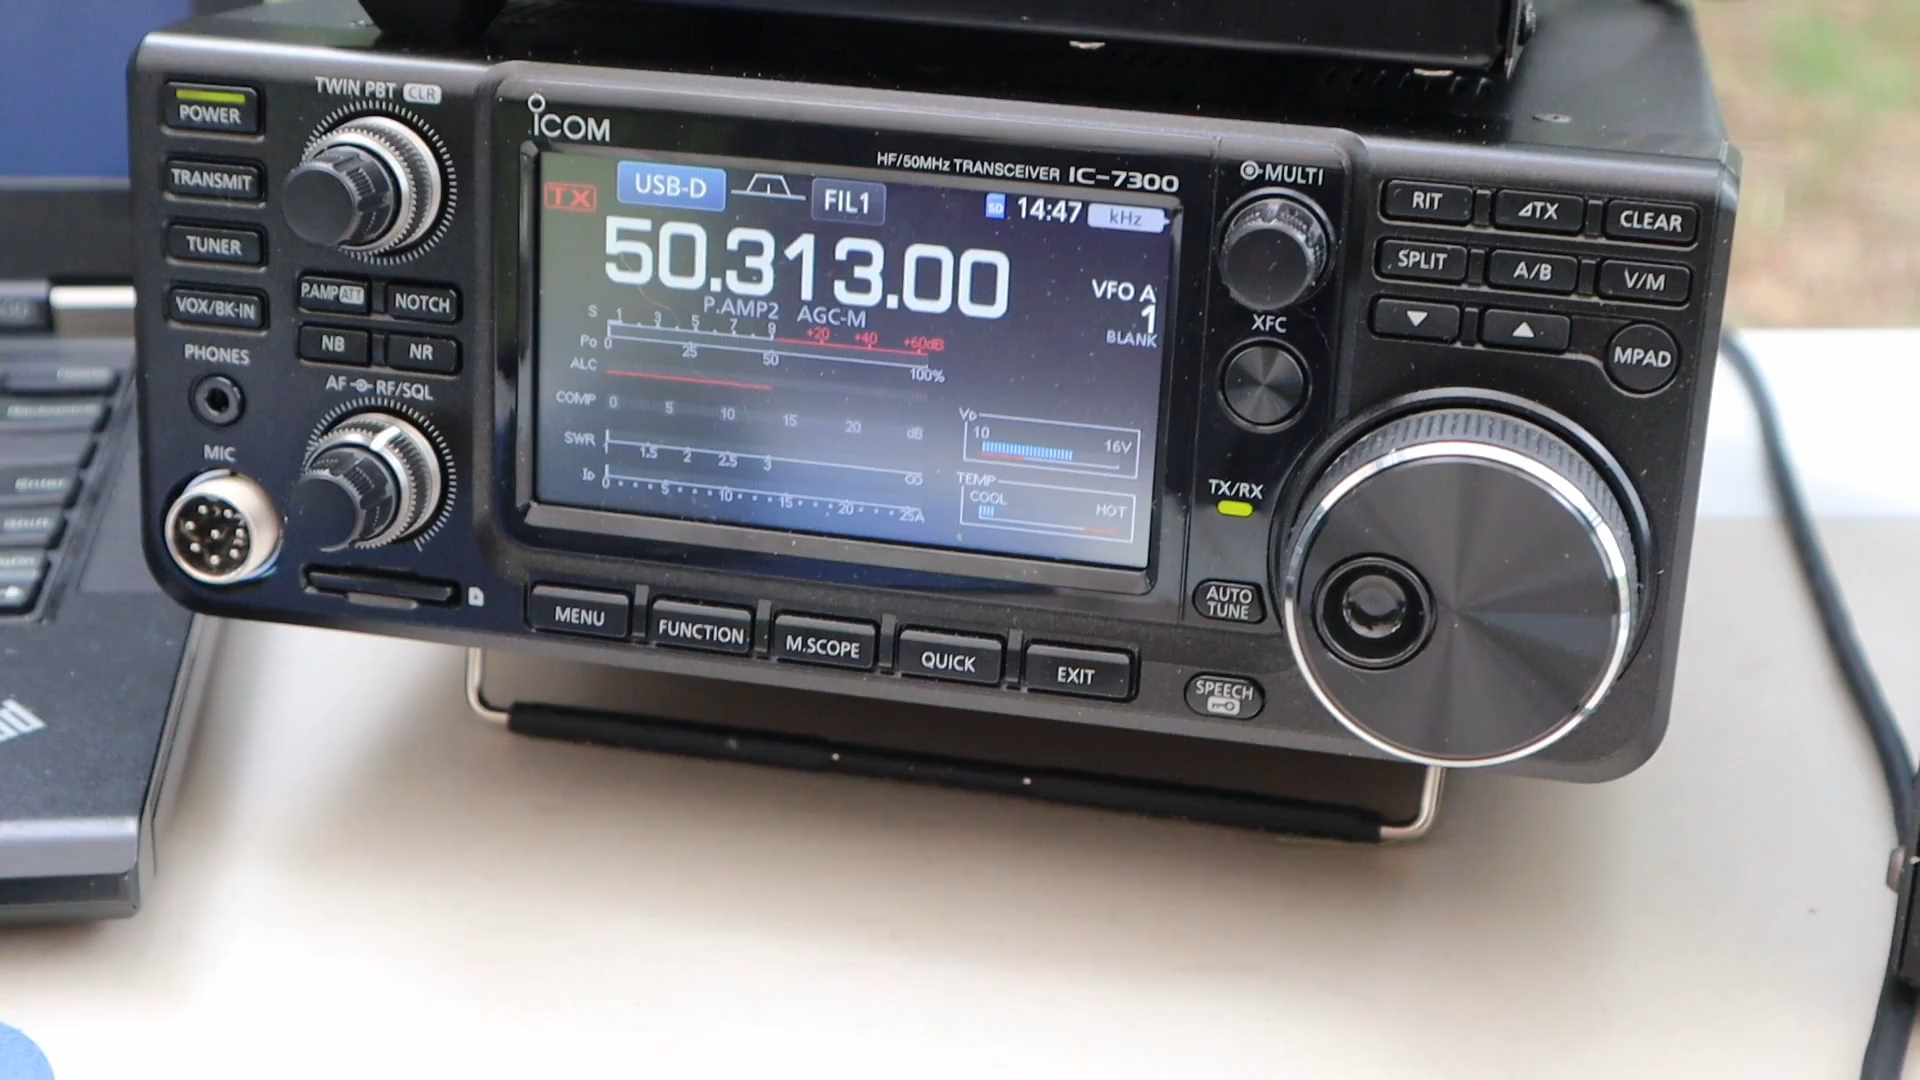 POWER
TRANSMIT
TUNER
VOX/BK-IN
PHONES
MIC
TWIN PBT CLR
P.AMP ATT NOTCH
NB NR
AF RF/SQL
ICOM
HF/50MHz TRANSCEIVER IC-7300
TX USB-D FIL1 SD 14:47 kHz
50.313.00
VFO A
1
BLANK
P.AMP2 AGC-M
S 1 3 5 7 9 +20 +40 +60dB
Po 0 25 50 100%
ALC
COMP 0 5 10 15 20 dB
SWR 1 1.5 2 2.5 3 ∞
ID 0 5 10 15 20 25A
VD
10 16V
TEMP
COOL HOT
MENU FUNCTION M.SCOPE QUICK EXIT
MULTI
XFC
TX/RX
AUTO
TUNE
SPEECH
RIT ⊿TX CLEAR
SPLIT A/B V/M
▼ ▲ MPAD